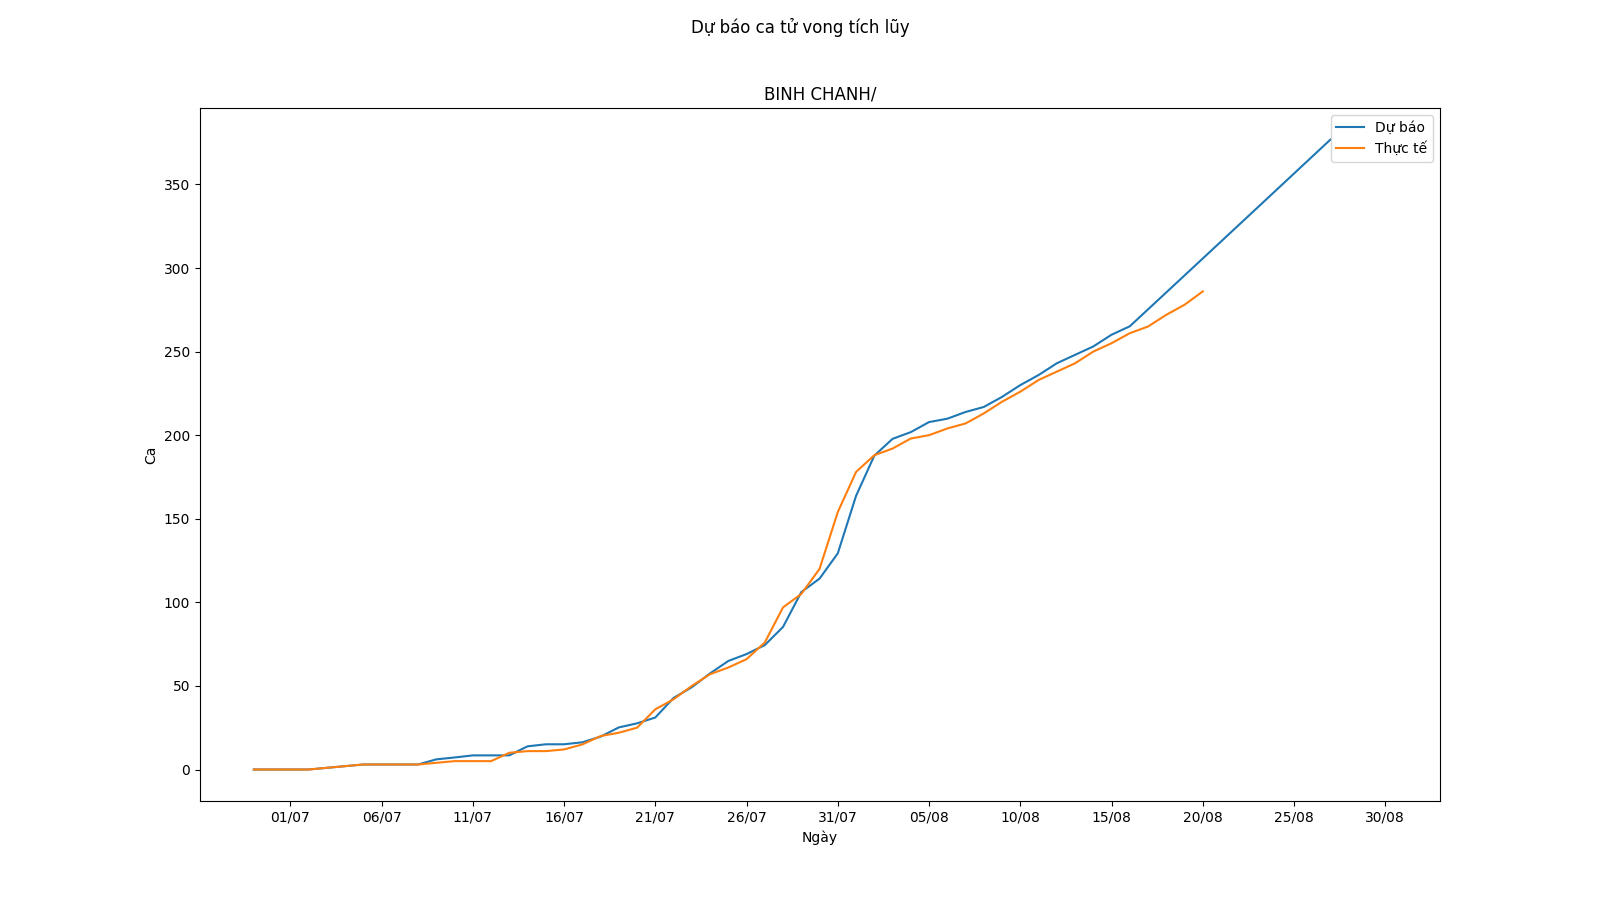 Dự báo ca tử vong tích lũy
BINH CHANH/
Dự báo
Thực tế
350
300
250
200
150
100
50
0
Ca
01/07 06/07 11/07 16/07 21/07 26/07 31/07 05/08 10/08 15/08 20/08 25/08 30/08
Ngày